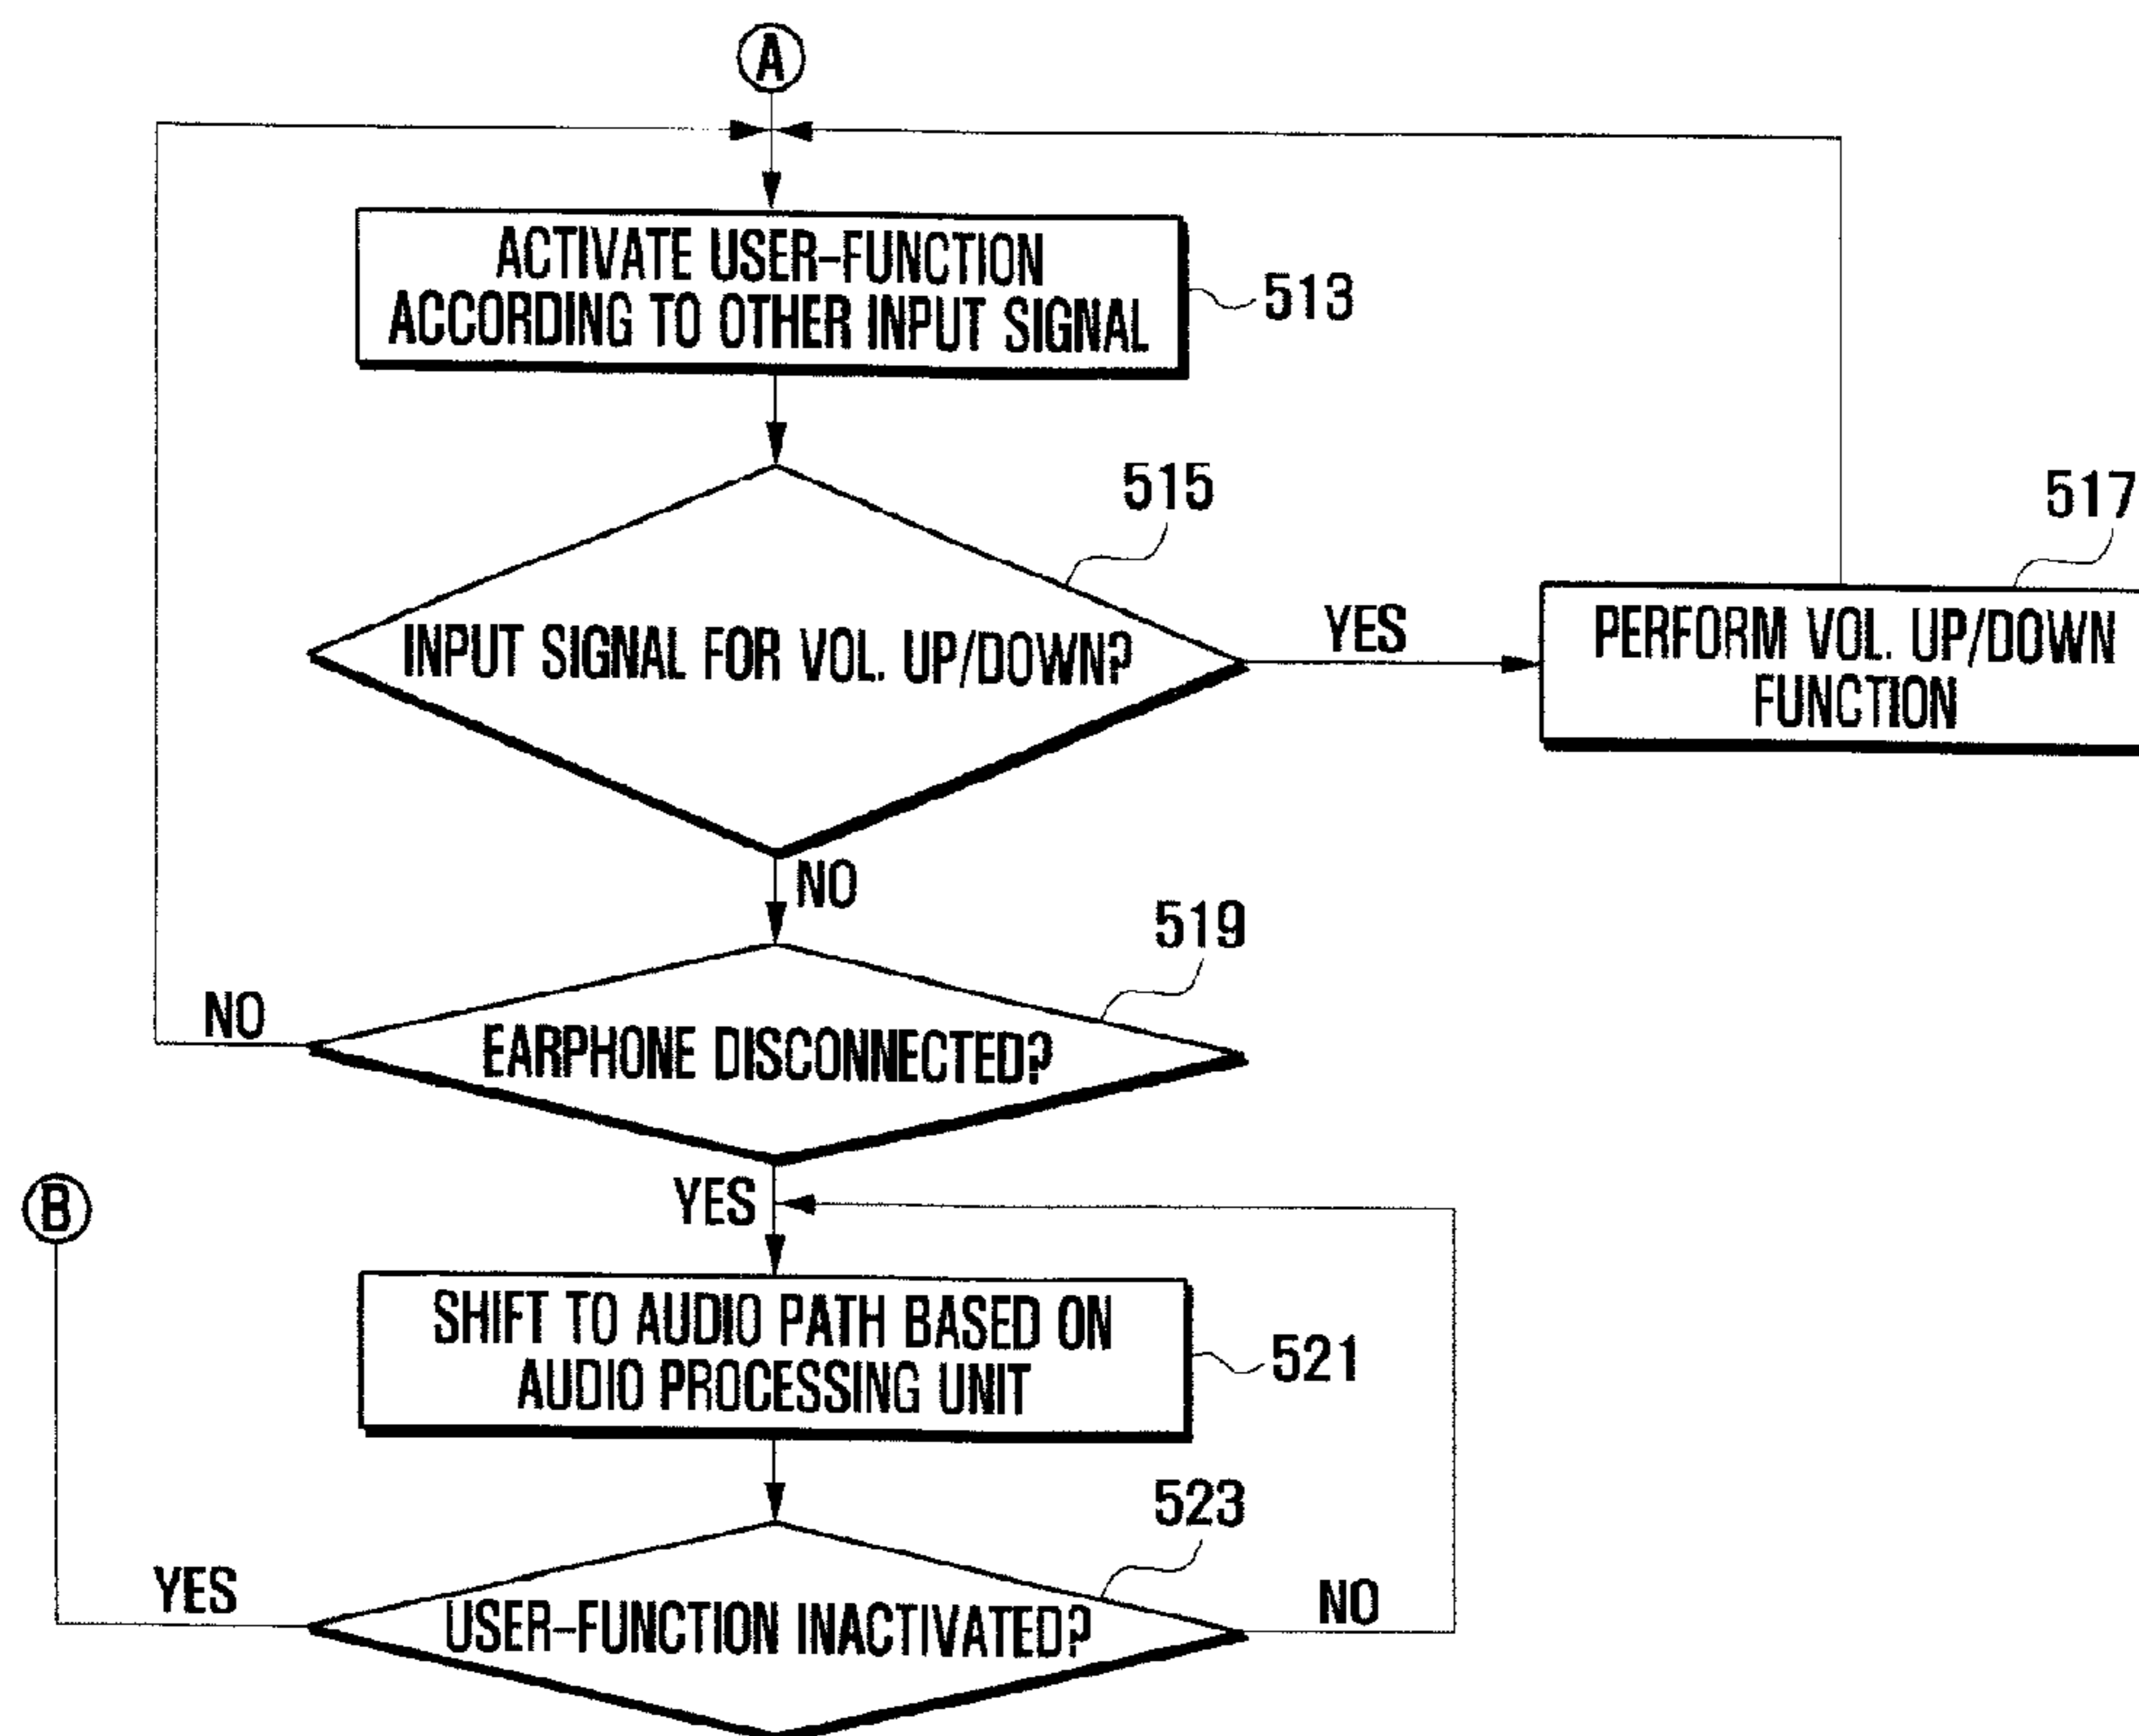 A
ACTIVATE USER-FUNCTION
ACCORDING TO OTHER INPUT SIGNAL
513
515
517
INPUT SIGNAL FOR VOL. UP/DOWN?
YES
PERFORM VOL. UP/DOWN
FUNCTION
NO
519
NO
EARPHONE DISCONNECTED?
B
YES
SHIFT TO AUDIO PATH BASED ON
AUDIO PROCESSING UNIT
521
523
YES
USER-FUNCTION INACTIVATED?
NO